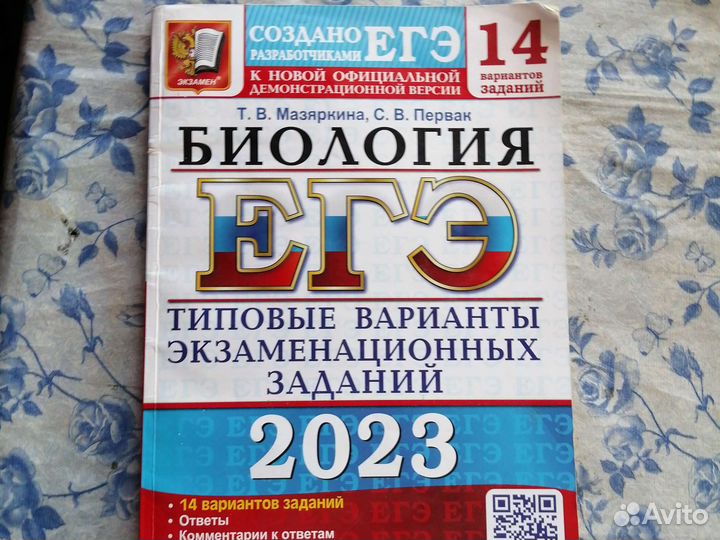 СОЗДАНО
РАЗРАБОТЧИКАМИ ЕГЭ
К НОВОЙ ОФИЦИАЛЬНОЙ
ДЕМОНСТРАЦИОННОЙ ВЕРСИИ
14
вариантов
заданий
ЭКЗАМЕН®
Т. В. Мазяркина, С. В. Первак
БИОЛОГИЯ
ЕГЭ
ТИПОВЫЕ ВАРИАНТЫ
ЭКЗАМЕНАЦИОННЫХ
ЗАДАНИЙ
2023
• 14 вариантов заданий
• Ответы
• Комментарии к ответам
Avito